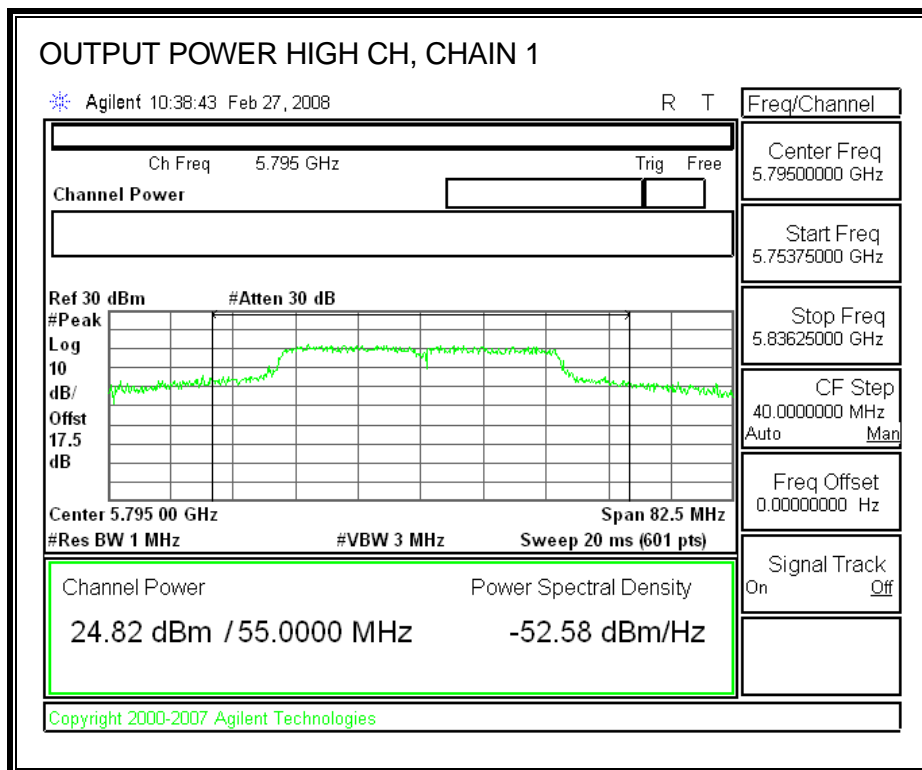 OUTPUT POWER HIGH CH, CHAIN 1
Agilent 10:38:43 Feb 27, 2008 R T
Freq/Channel
Ch Freq 5.795 GHz Trig Free
Channel Power
Center Freq
5.79500000 GHz
Start Freq
5.75375000 GHz
Stop Freq
5.83625000 GHz
CF Step
40.0000000 MHz
Auto Man
Freq Offset
0.00000000 Hz
Signal Track
On Off
Ref 30 dBm #Atten 30 dB
#Peak
Log
10
dB/
Offst
17.5
dB
Center 5.795 00 GHz Span 82.5 MHz
#Res BW 1 MHz #VBW 3 MHz Sweep 20 ms (601 pts)
Channel Power Power Spectral Density
24.82 dBm / 55.0000 MHz -52.58 dBm/Hz
Copyright 2000-2007 Agilent Technologies